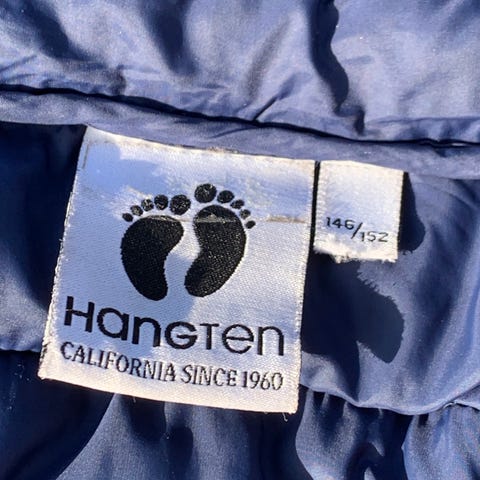 HangTen
CALIFORNIA SINCE 1960
146/152